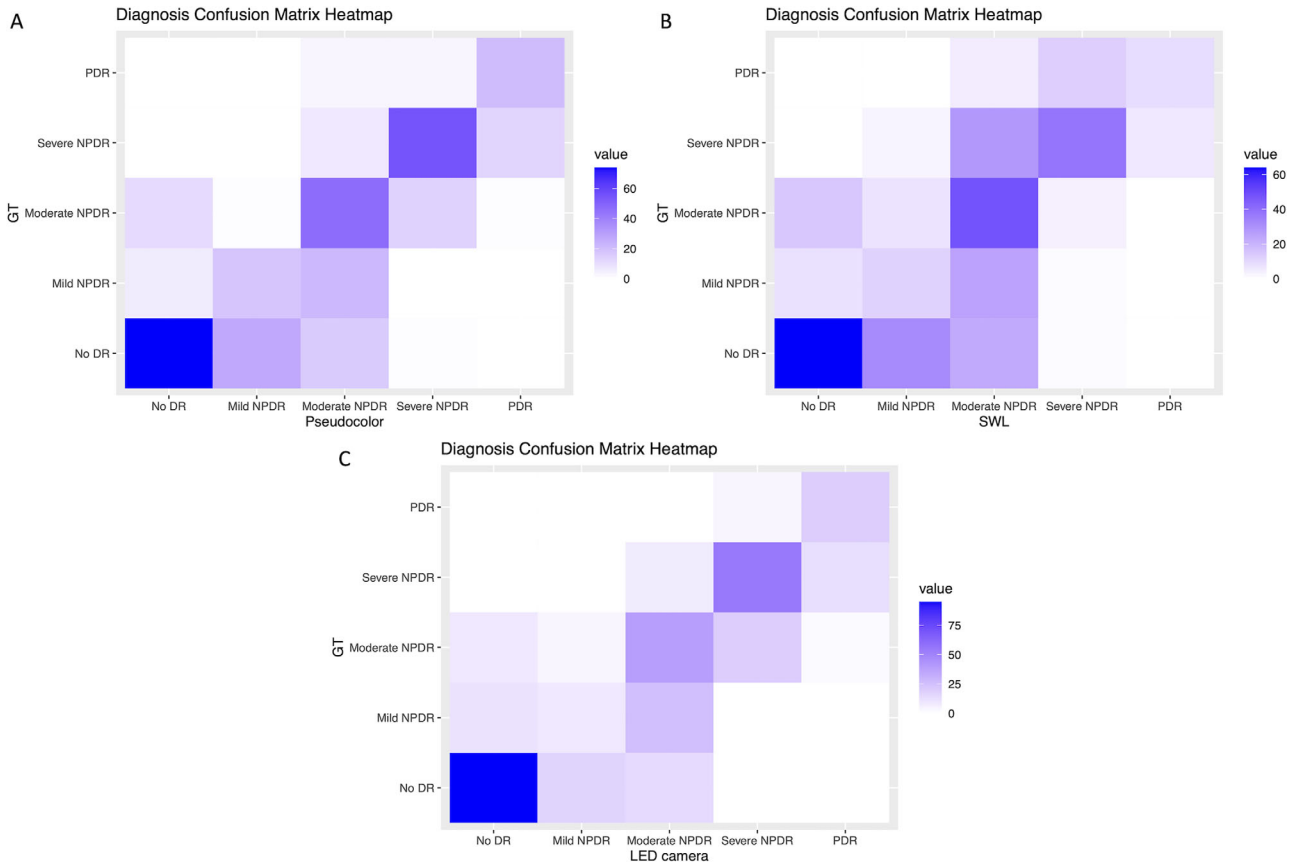 A
Diagnosis Confusion Matrix Heatmap
PDR
Severe NPDR
Moderate NPDR
Mild NPDR
No DR
GT
No DR Mild NPDR Moderate NPDR Severe NPDR PDR
Pseudocolor
value
60
40
20
0
B
Diagnosis Confusion Matrix Heatmap
PDR
Severe NPDR
Moderate NPDR
Mild NPDR
No DR
GT
No DR Mild NPDR Moderate NPDR Severe NPDR PDR
SWL
value
60
40
20
0
C
Diagnosis Confusion Matrix Heatmap
PDR
Severe NPDR
Moderate NPDR
Mild NPDR
No DR
GT
No DR Mild NPDR Moderate NPDR Severe NPDR PDR
LED camera
value
75
50
25
0